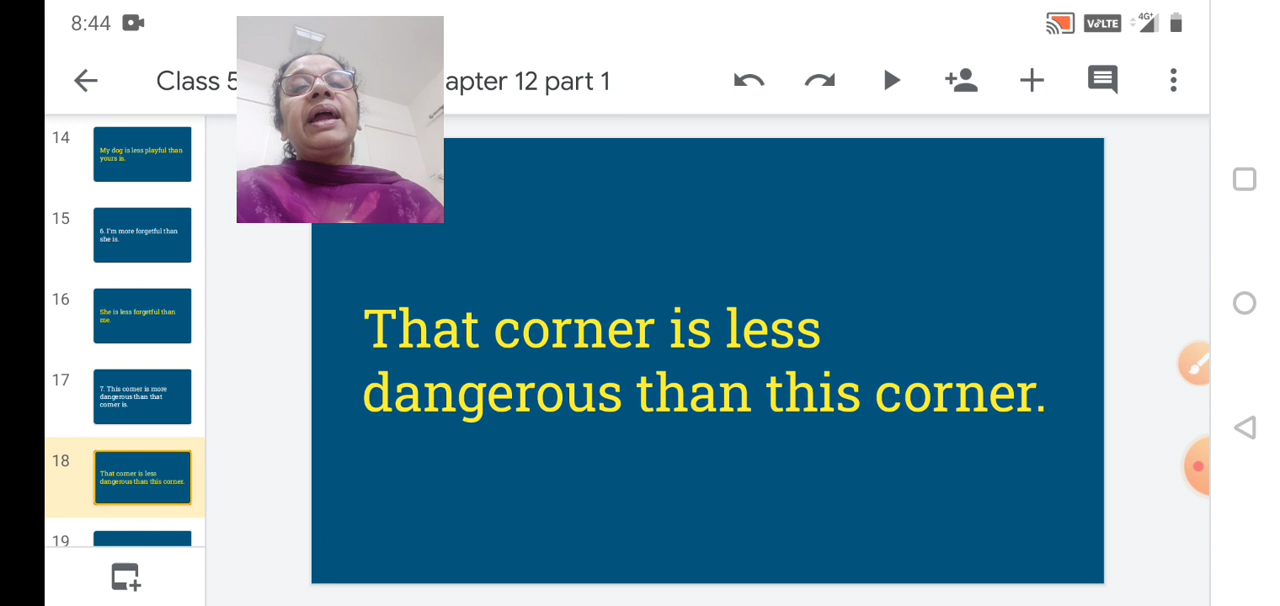 8:44
VoLTE
4G+
Class 5
apter 12 part 1
14
My dog is less playful than
yours is.
15
6. I'm more forgetful than
she is.
16
She is less forgetful than
me.
17
7. This corner is more
dangerous than that
corner is.
18
That corner is less
dangerous than this corner.
19
That corner is less
dangerous than this corner.